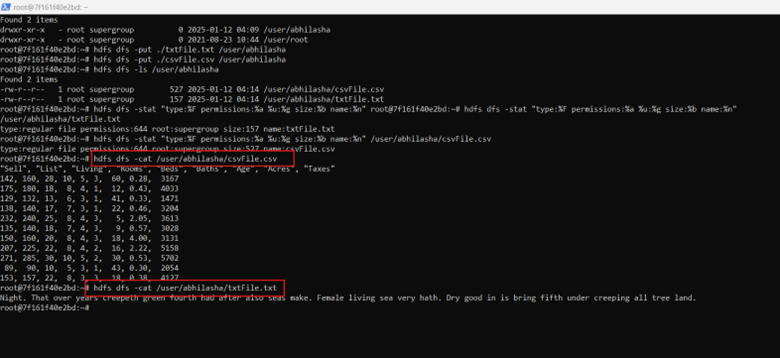 root@7f161f40e2bd: ~
Found 2 items
drwxr-xr-x   - root supergroup          0 2025-01-12 04:09 /user/abhilasha
drwxr-xr-x   - root supergroup          0 2021-08-23 10:44 /user/root
root@7f161f40e2bd:~# hdfs dfs -put ./txtFile.txt /user/abhilasha
root@7f161f40e2bd:~# hdfs dfs -put ./csvFile.csv /user/abhilasha
root@7f161f40e2bd:~# hdfs dfs -ls /user/abhilasha
Found 2 items
-rw-r--r--   1 root supergroup        527 2025-01-12 04:14 /user/abhilasha/csvFile.csv
-rw-r--r--   1 root supergroup        157 2025-01-12 04:14 /user/abhilasha/txtFile.txt
root@7f161f40e2bd:~# hdfs dfs -stat "type:%F permissions:%a %u:%g size:%b name:%n" root@7f161f40e2bd:~# hdfs dfs -stat "type:%F permissions:%a %u:%g size:%b name:%n"
/user/abhilasha/txtFile.txt
type:regular file permissions:644 root:supergroup size:157 name:txtFile.txt
root@7f161f40e2bd:~# hdfs dfs -stat "type:%F permissions:%a %u:%g size:%b name:%n" /user/abhilasha/csvFile.csv
type:regular file permissions:644 root:supergroup size:527 name:csvFile.csv
root@7f161f40e2bd:~# hdfs dfs -cat /user/abhilasha/csvFile.csv
"Sell", "List", "Living", "Rooms", "Beds", "Baths", "Age", "Acres", "Taxes"
142, 160, 28, 10, 5, 3,  60, 0.28,  3167
175, 180, 18,  8, 4, 1,  12, 0.43,  4033
129, 132, 13,  6, 3, 1,  41, 0.33,  1471
138, 140, 17,  7, 3, 1,  22, 0.46,  3204
232, 240, 25,  8, 4, 3,   5, 2.05,  3613
135, 140, 18,  7, 4, 3,   9, 0.57,  3028
150, 160, 20,  8, 4, 3,  18, 4.00,  3131
207, 225, 22,  8, 4, 2,  16, 2.22,  5158
271, 285, 30, 10, 5, 2,  30, 0.53,  5702
 89,  90, 10,  5, 3, 1,  43, 0.30,  2054
153, 157, 22,  8, 3, 3,  18, 0.38,  4127
root@7f161f40e2bd:~# hdfs dfs -cat /user/abhilasha/txtFile.txt
Night. That over years creepeth green fourth had after also seas make. Female living sea very hath. Dry good in is bring fifth under creeping all tree land.
root@7f161f40e2bd:~#